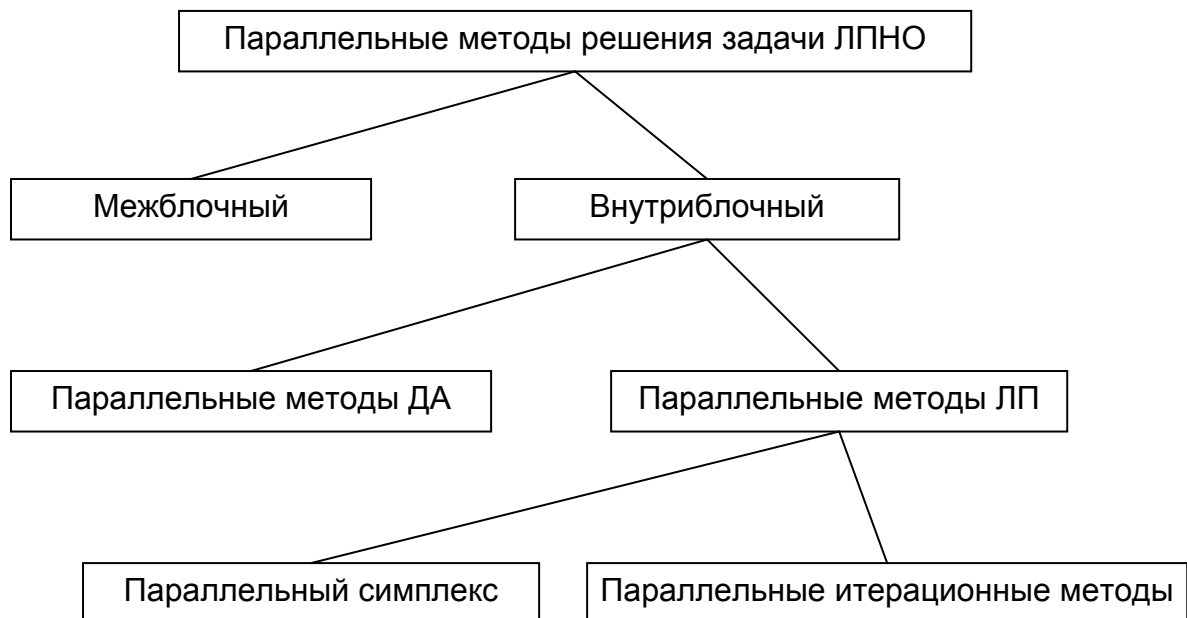 Параллельные методы решения задачи ЛПНО
Межблочный
Внутриблочный
Параллельные методы ДА
Параллельные методы ЛП
Параллельный симплекс
Параллельные итерационные методы